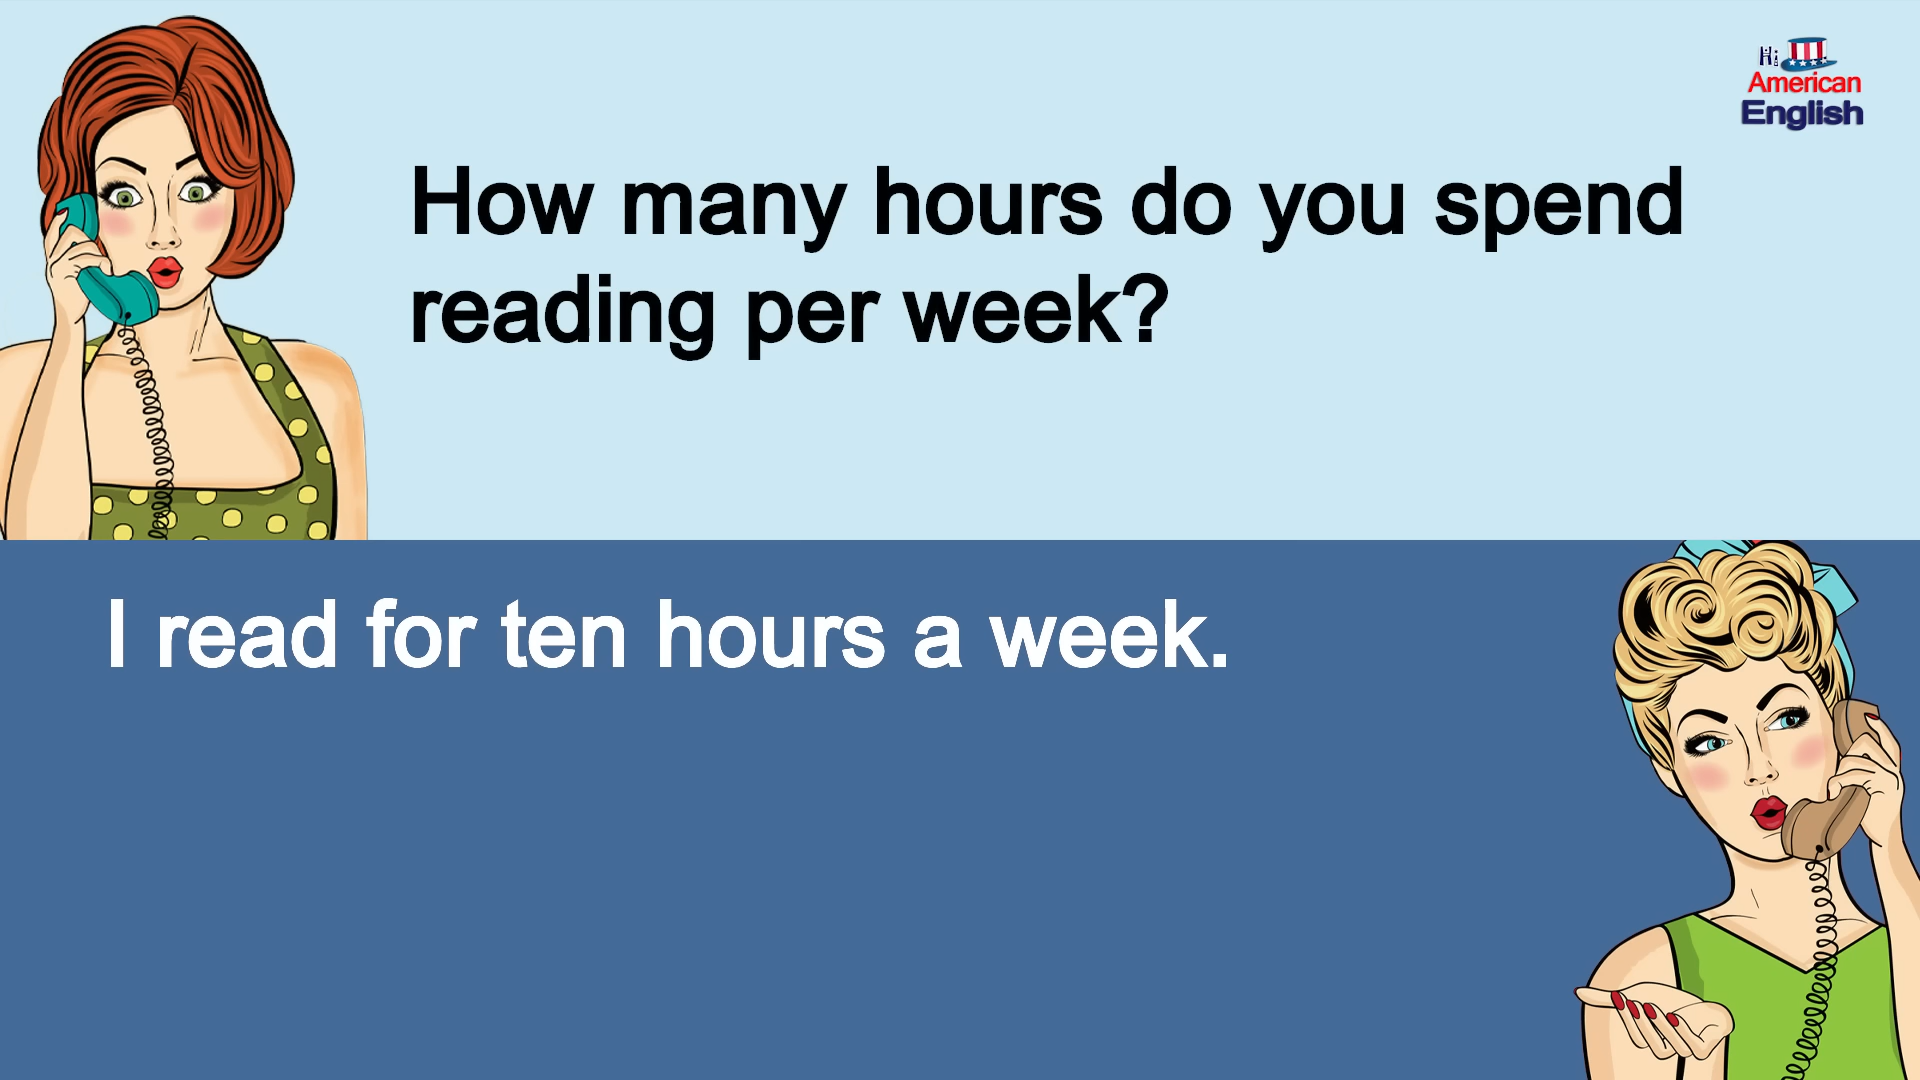 Hi
American
English
How many hours do you spend
reading per week?
I read for ten hours a week.